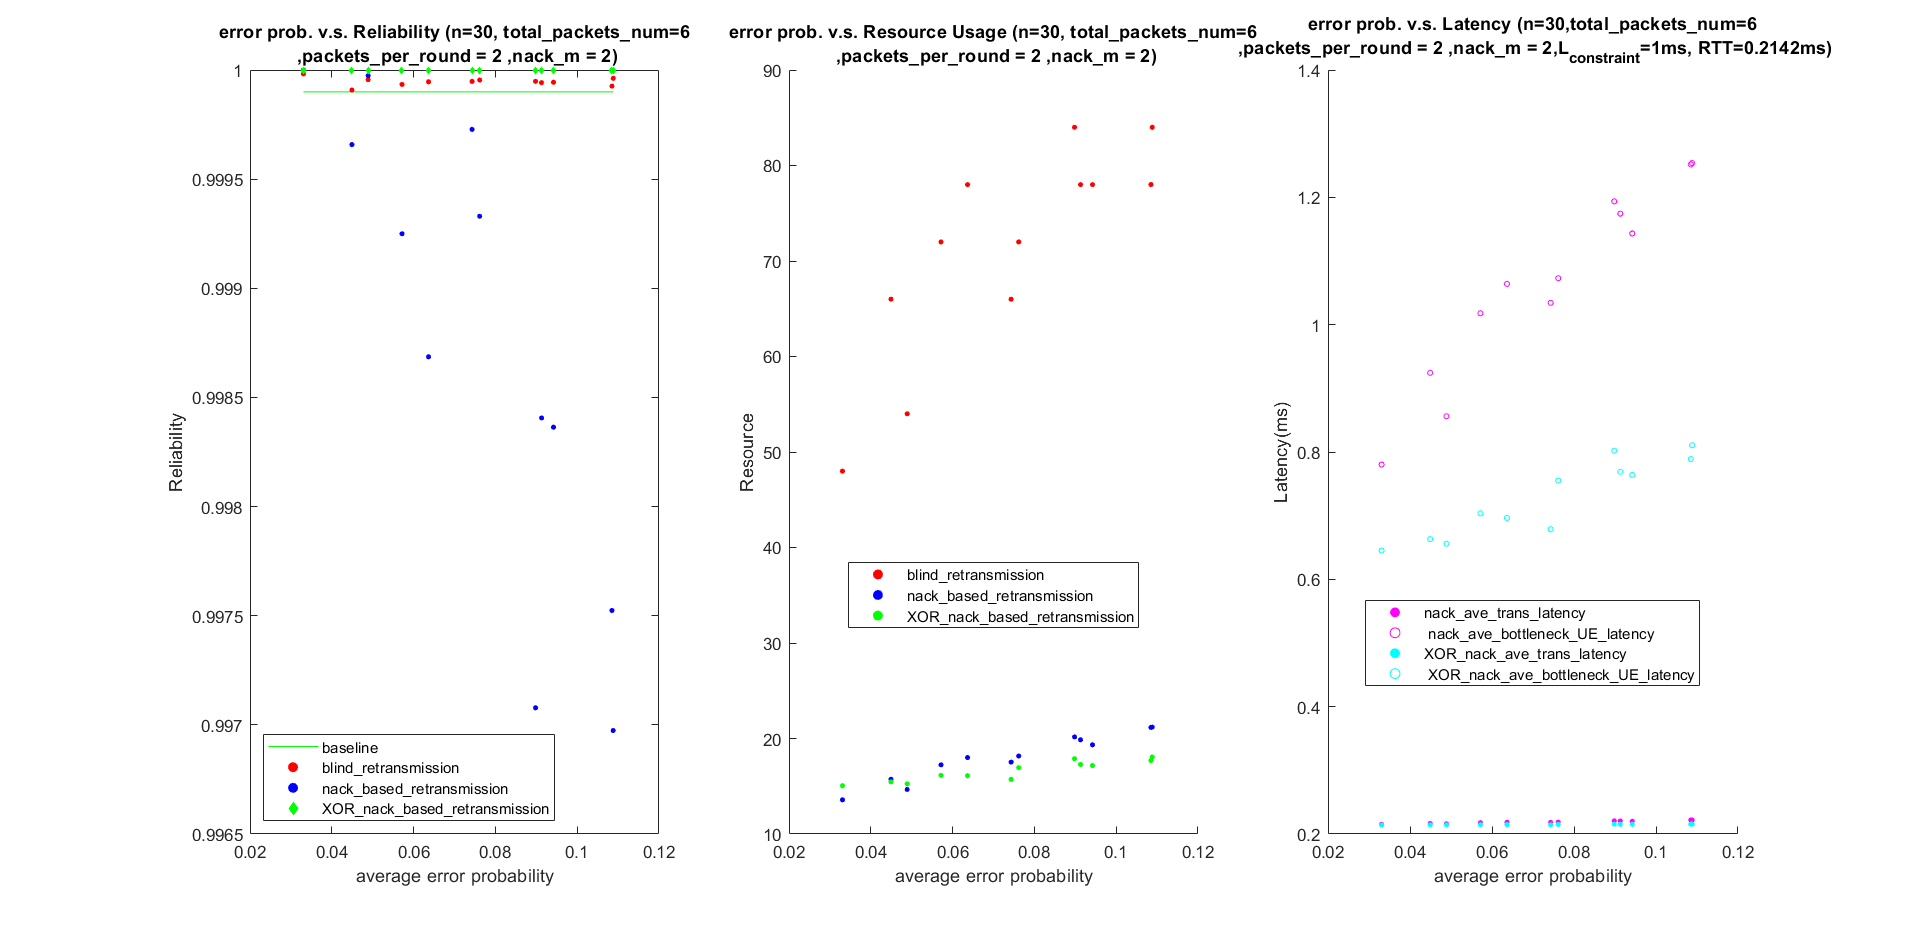 error prob. v.s. Reliability (n=30, total_packets_num=6
,packets_per_round = 2 ,nack_m = 2)
1
0.9995
0.999
0.9985
0.998
0.9975
0.997
0.9965
Reliability
0.02
0.04
0.06
0.08
0.1
0.12
average error probability
baseline
blind_retransmission
nack_based_retransmission
XOR_nack_based_retransmission
error prob. v.s. Resource Usage (n=30, total_packets_num=6
,packets_per_round = 2 ,nack_m = 2)
90
80
70
60
50
40
30
20
10
Resource
0.02
0.04
0.06
0.08
0.1
0.12
average error probability
blind_retransmission
nack_based_retransmission
XOR_nack_based_retransmission
error prob. v.s. Latency (n=30,total_packets_num=6
,packets_per_round = 2 ,nack_m = 2,L_constraint=1ms, RTT=0.2142ms)
1.4
1.2
1
0.8
0.6
0.4
0.2
Latency(ms)
0.02
0.04
0.06
0.08
0.1
0.12
average error probability
nack_ave_trans_latency
nack_ave_bottleneck_UE_latency
XOR_nack_ave_trans_latency
XOR_nack_ave_bottleneck_UE_latency